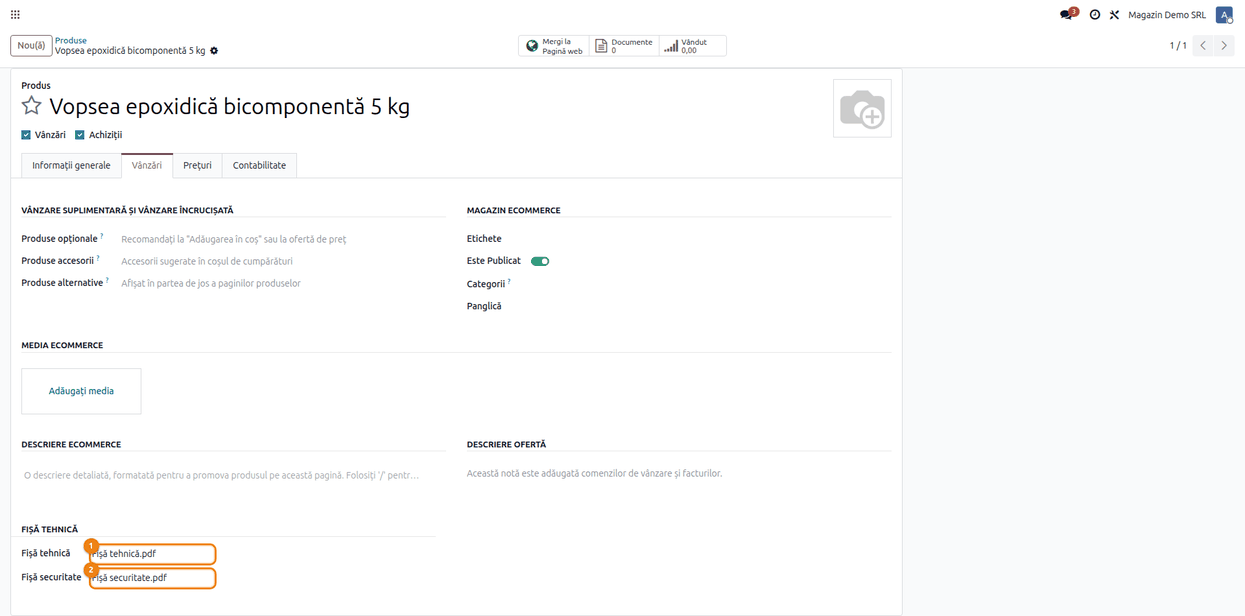 3
Magazin Demo SRL
A
Nou(ă)
Produse
Vopsea epoxidică bicomponentă 5 kg
Mergi la
Pagină web
Documente
0
Vândut
0,00
1 / 1
Produs
Vopsea epoxidică bicomponentă 5 kg
Vânzări
Achiziții
Informații generale
Vânzări
Prețuri
Contabilitate
VÂNZARE SUPLIMENTARĂ ȘI VÂNZARE ÎNCRUCIȘATĂ
Produse opționale ?
Recomandați la "Adăugarea în coș" sau la ofertă de preț
Produse accesorii ?
Accesorii sugerate în coșul de cumpărături
Produse alternative ?
Afișat în partea de jos a paginilor produselor
MAGAZIN ECOMMERCE
Etichete
Este Publicat
Categorii ?
Panglică
MEDIA ECOMMERCE
Adăugați media
DESCRIERE ECOMMERCE
O descriere detaliată, formatată pentru a promova produsul pe această pagină. Folosiți '/' pentr…
DESCRIERE OFERTĂ
Această notă este adăugată comenzilor de vânzare și facturilor.
FIȘĂ TEHNICĂ
Fișă tehnică
1
Fișă tehnică.pdf
Fișă securitate
2
Fișă securitate.pdf